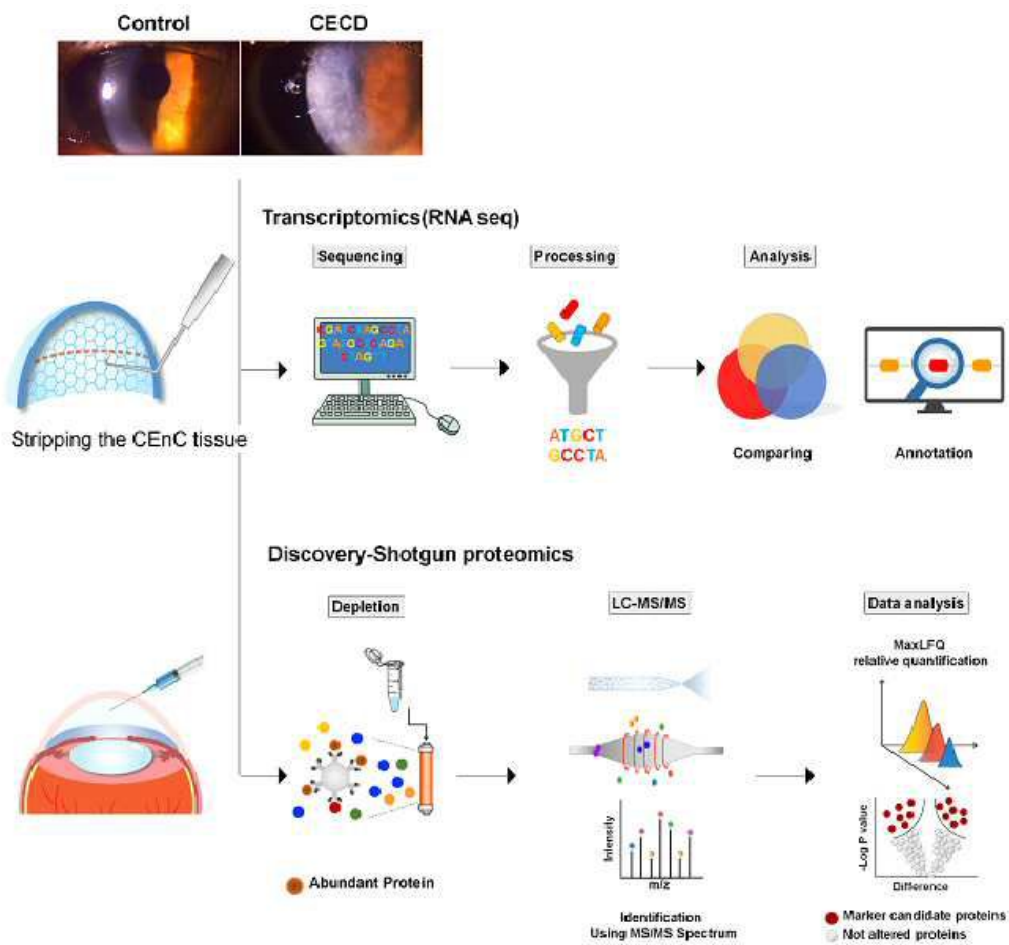 Control
CECD
Transcriptomics(RNA seq)
Sequencing
Processing
Analysis
ATGCT
GCCTA
Stripping the CEnC tissue
Comparing
Annotation
Discovery-Shotgun proteomics
Depletion
LC-MS/MS
Data analysis
MaxLFQ
relative quantification
Intensity
m/z
-Log P value
Difference
Abundant Protein
Identification
Using MS/MS Spectrum
Marker candidate proteins
Not altered proteins